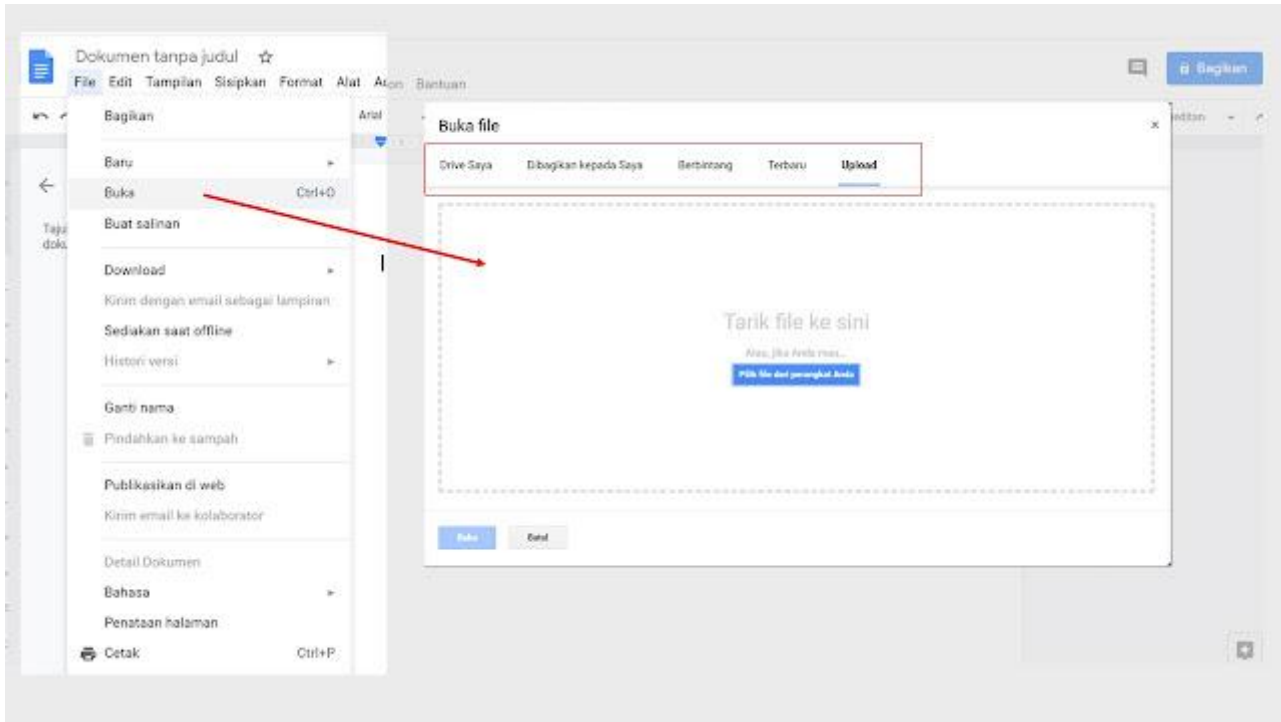 Dokumen tanpa judul
File Edit Tampilan Sisipkan Format Alat Bantuan
Bagikan
Arial
Bagikan
Baru
Buka Ctrl+O
Buat salinan
Download
Kirim dengan email sebagai lampiran
Sediakan saat offline
Histori versi
Ganti nama
Pindahkan ke sampah
Publikasikan di web
Kirim email ke kolaborator
Detail Dokumen
Bahasa
Penataan halaman
Cetak Ctrl+P
Buka file
Drive Saya Dibagikan kepada Saya Berbintang Terbaru Upload
Tarik file ke sini
Atau, jika Anda mau...
Pilih file dari perangkat Anda
Buka Batal